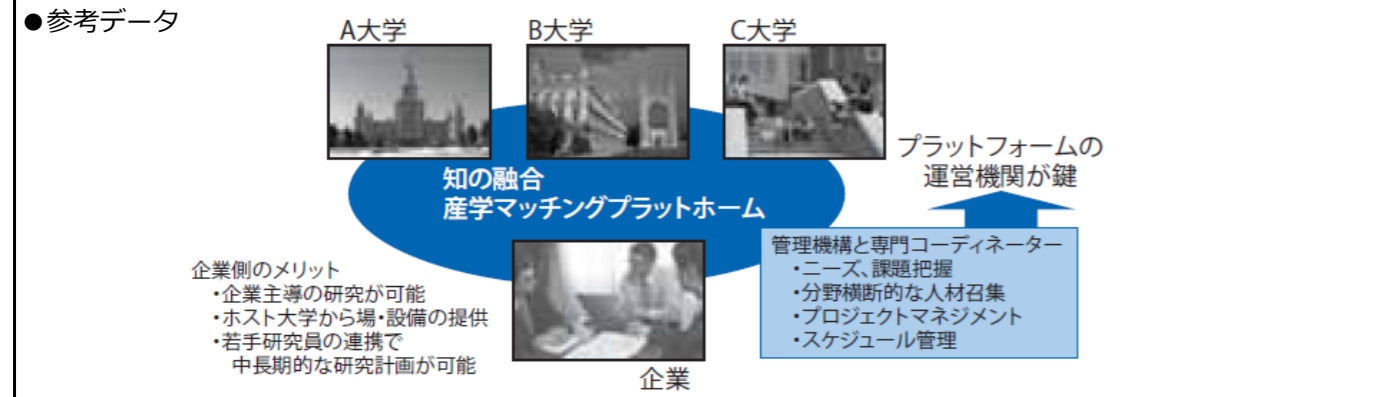 ●参考データ
A大学
B大学
C大学
知の融合
産学マッチングプラットホーム
プラットフォームの
運営機関が鍵
管理機構と専門コーディネーター
・ニーズ、課題把握
・分野横断的な人材召集
・プロジェクトマネジメント
・スケジュール管理
企業側のメリット
・企業主導の研究が可能
・ホスト大学から場・設備の提供
・若手研究員の連携で
中長期的な研究計画が可能
企業